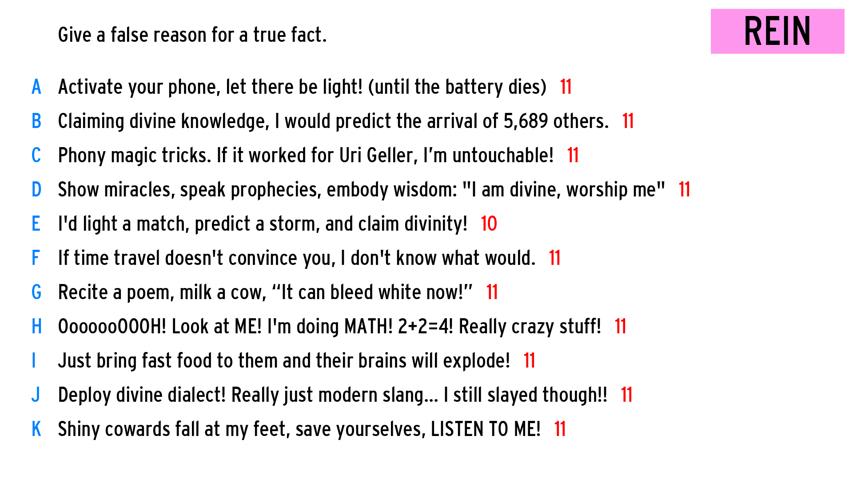 Give a false reason for a true fact.
REIN
A Activate your phone, let there be light! (until the battery dies) 11
B Claiming divine knowledge, I would predict the arrival of 5,689 others. 11
C Phony magic tricks. If it worked for Uri Geller, I’m untouchable! 11
D Show miracles, speak prophecies, embody wisdom: "I am divine, worship me" 11
E I'd light a match, predict a storm, and claim divinity! 10
F If time travel doesn't convince you, I don't know what would. 11
G Recite a poem, milk a cow, “It can bleed white now!” 11
H OoooooOOOH! Look at ME! I'm doing MATH! 2+2=4! Really crazy stuff! 11
I Just bring fast food to them and their brains will explode! 11
J Deploy divine dialect! Really just modern slang... I still slayed though!! 11
K Shiny cowards fall at my feet, save yourselves, LISTEN TO ME! 11